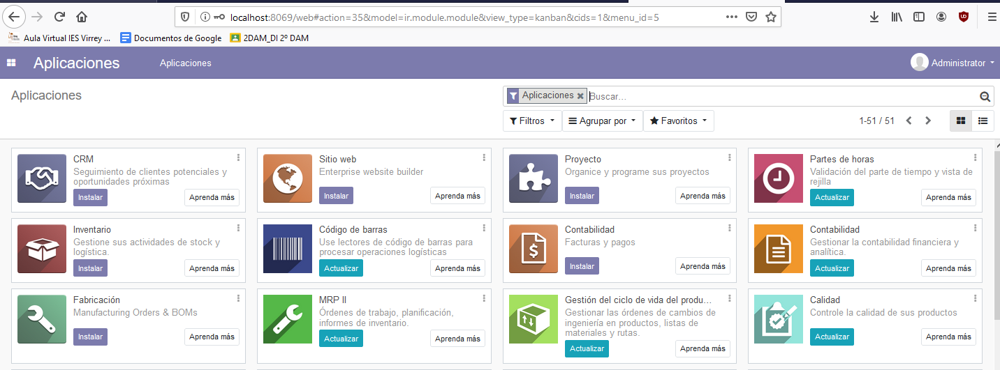 localhost:8069/web#action=35&model=ir.module.module&view_type=kanban&cids=1&menu_id=5
Aula Virtual IES Virrey ...
Documentos de Google
2DAM_DI 2º DAM
Aplicaciones
Aplicaciones
Administrator
Aplicaciones
Aplicaciones
Buscar...
Filtros
Agrupar por
Favoritos
1-51 / 51
CRM
Seguimiento de clientes potenciales y
oportunidades próximas
Instalar
Aprenda más
Sitio web
Enterprise website builder
Instalar
Aprenda más
Proyecto
Organice y programe sus proyectos
Instalar
Aprenda más
Partes de horas
Validación del parte de tiempo y vista de
rejilla
Actualizar
Aprenda más
Inventario
Gestione sus actividades de stock y
logística.
Instalar
Aprenda más
Código de barras
Use lectores de código de barras para
procesar operaciones logísticas
Actualizar
Aprenda más
Contabilidad
Facturas y pagos
Instalar
Aprenda más
Contabilidad
Gestionar la contabilidad financiera y
analítica.
Actualizar
Aprenda más
Fabricación
Manufacturing Orders & BOMs
Instalar
Aprenda más
MRP II
Órdenes de trabajo, planificación,
informes de inventario.
Actualizar
Aprenda más
Gestión del ciclo de vida del produ...
Gestionar las órdenes de cambios de
ingeniería en productos, listas de
materiales y rutas.
Actualizar
Aprenda más
Calidad
Controle la calidad de sus productos
Actualizar
Aprenda más